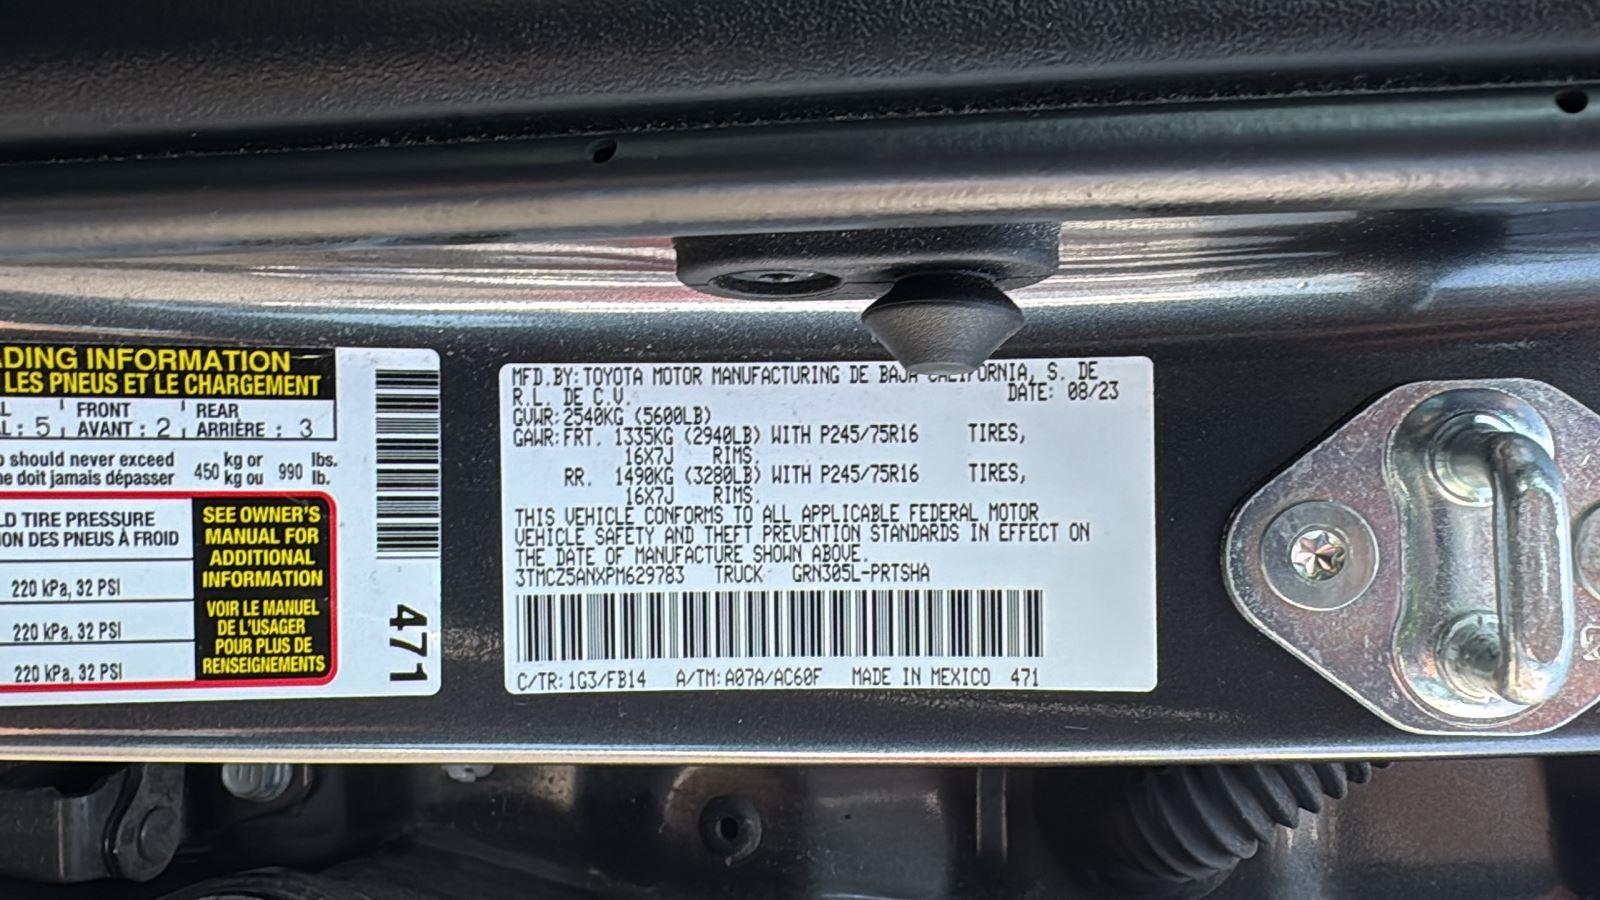 ADING INFORMATION
LES PNEUS ET LE CHARGEMENT
L FRONT REAR
L : 5 AVANT : 2 ARRIÈRE : 3
o should never exceed 450 kg or 990 lbs.
ne doit jamais dépasser kg ou lb.
LD TIRE PRESSURE
ON DES PNEUS À FROID
220 kPa, 32 PSI
220 kPa, 32 PSI
220 kPa, 32 PSI
SEE OWNER'S
MANUAL FOR
ADDITIONAL
INFORMATION
VOIR LE MANUEL
DE L'USAGER
POUR PLUS DE
RENSEIGNEMENTS
471
MFD.BY: TOYOTA MOTOR MANUFACTURING DE BAJA CALIFORNIA, S. DE
R.L. DE C.V. DATE: 08/23
GVWR: 2540KG (5600LB)
GAWR: FRT. 1335KG (2940LB) WITH P245/75R16 TIRES,
16X7J RIMS.
RR. 1490KG (3280LB) WITH P245/75R16 TIRES,
16X7J RIMS.
THIS VEHICLE CONFORMS TO ALL APPLICABLE FEDERAL MOTOR
VEHICLE SAFETY AND THEFT PREVENTION STANDARDS IN EFFECT ON
THE DATE OF MANUFACTURE SHOWN ABOVE.
3TMCZ5ANXPM629783 TRUCK GRN305L-PRTSHA
C/TR: 1G3/FB14 A/TM: A07A/AC60F MADE IN MEXICO 471